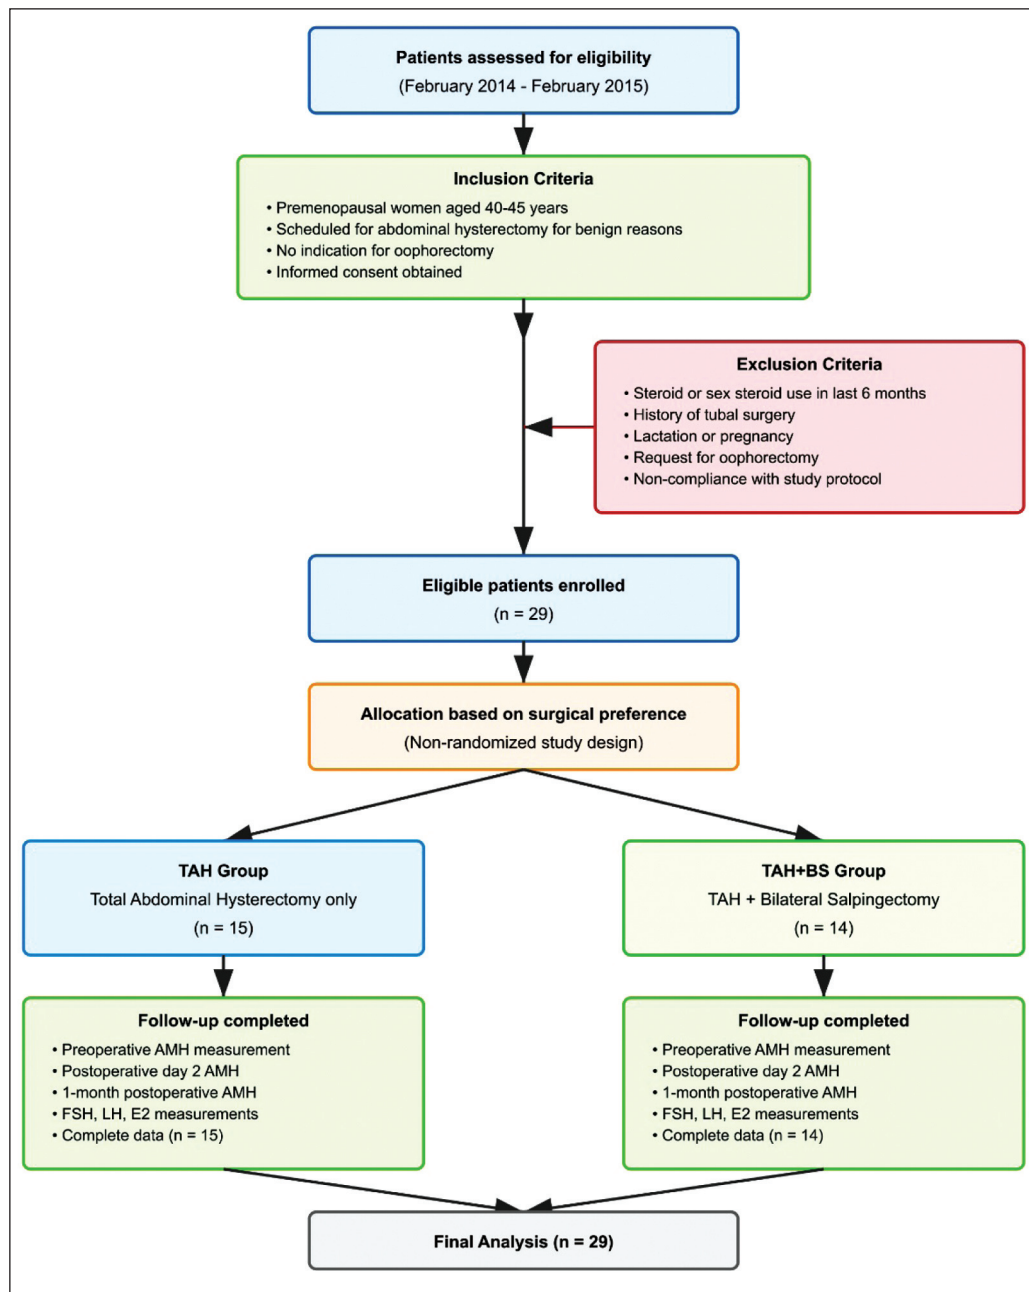 Patients assessed for eligibility
(February 2014 - February 2015)
Inclusion Criteria
• Premenopausal women aged 40-45 years
• Scheduled for abdominal hysterectomy for benign reasons
• No indication for oophorectomy
• Informed consent obtained
Exclusion Criteria
• Steroid or sex steroid use in last 6 months
• History of tubal surgery
• Lactation or pregnancy
• Request for oophorectomy
• Non-compliance with study protocol
Eligible patients enrolled
(n = 29)
Allocation based on surgical preference
(Non-randomized study design)
TAH Group
Total Abdominal Hysterectomy only
(n = 15)
TAH+BS Group
TAH + Bilateral Salpingectomy
(n = 14)
Follow-up completed
• Preoperative AMH measurement
• Postoperative day 2 AMH
• 1-month postoperative AMH
• FSH, LH, E2 measurements
• Complete data (n = 15)
Follow-up completed
• Preoperative AMH measurement
• Postoperative day 2 AMH
• 1-month postoperative AMH
• FSH, LH, E2 measurements
• Complete data (n = 14)
Final Analysis (n = 29)